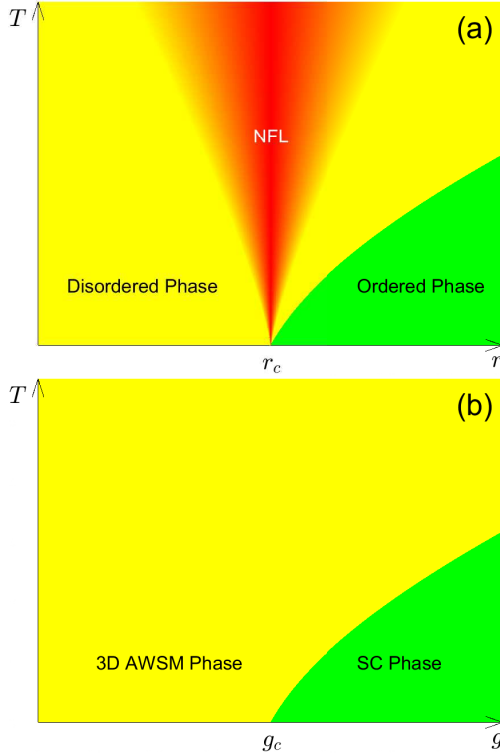 T
(a)
NFL
Disordered Phase
Ordered Phase
r_c
r
T
(b)
3D AWSM Phase
SC Phase
g_c
g